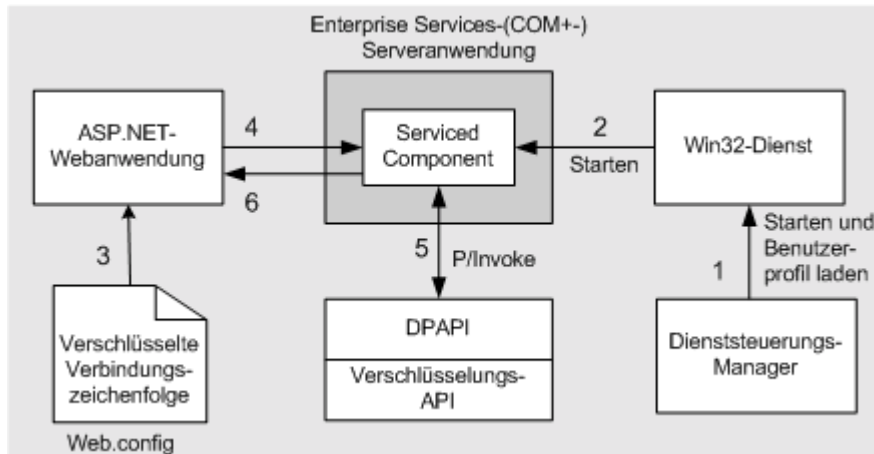 Enterprise Services-(COM+-)
Serveranwendung
ASP.NET-
Webanwendung
4
6
Serviced
Component
2
Starten
Win32-Dienst
3
5
P/Invoke
1
Starten und
Benutzer-
profil laden
Verschlüsselte
Verbindungs-
zeichenfolge
Web.config
DPAPI
Verschlüsselungs-
API
Dienststeuerungs-
Manager